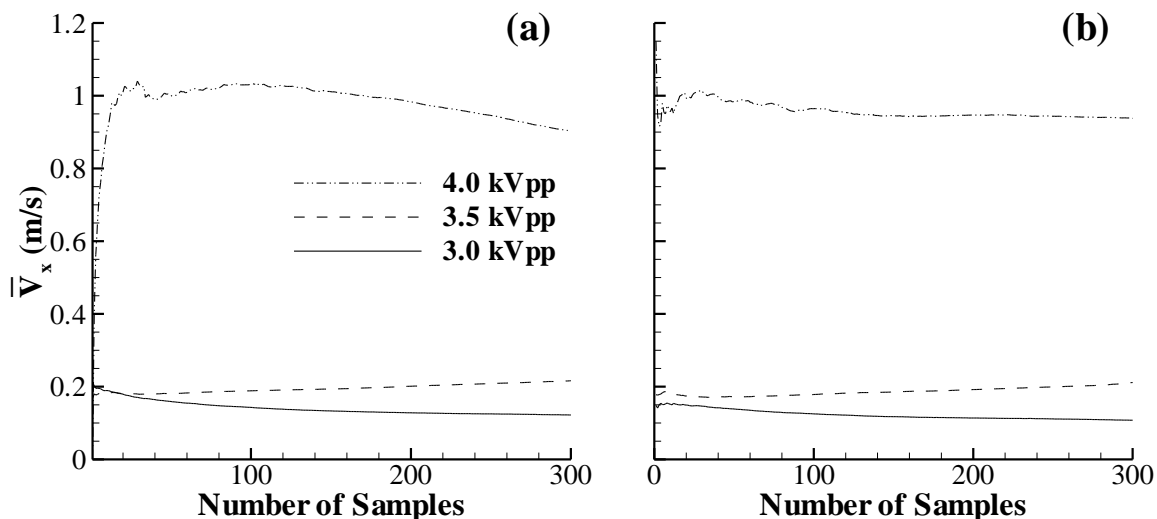 (a)
1.2
1
0.8
0.6
0.4
0.2
0
V̿x (m/s)
4.0 kVpp
3.5 kVpp
3.0 kVpp
100
200
300
Number of Samples
(b)
0
100
200
300
Number of Samples